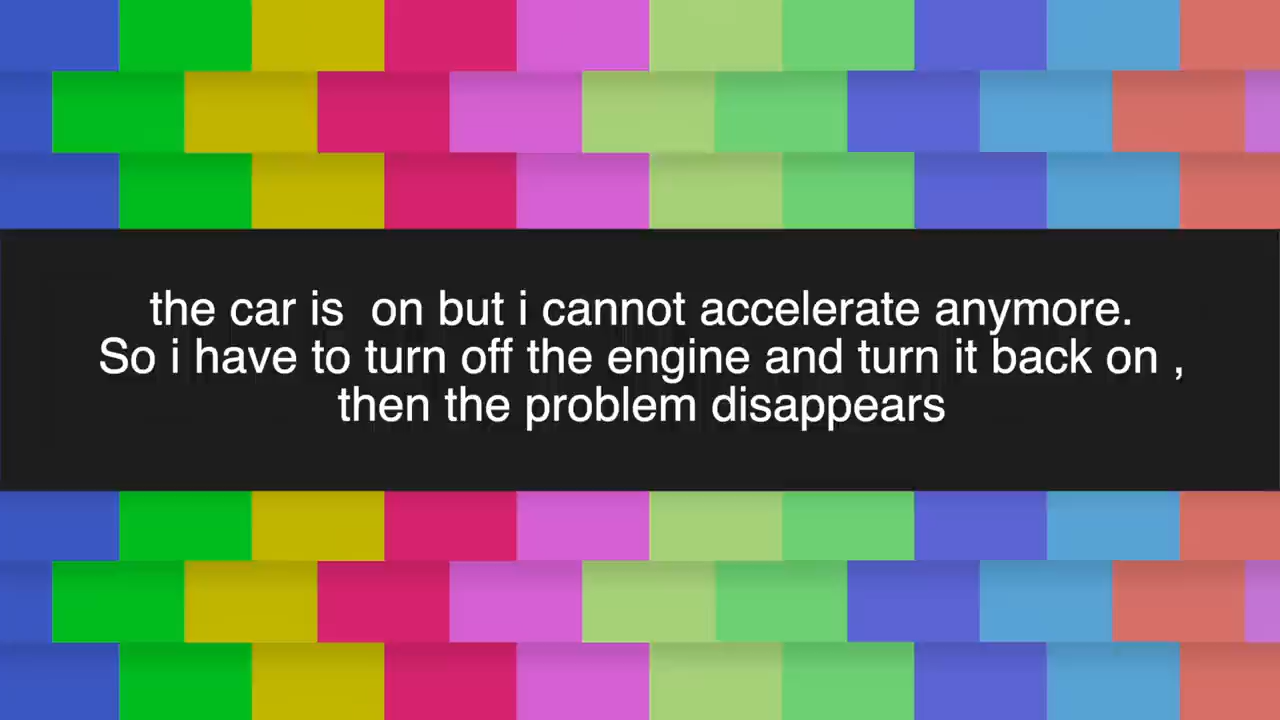 the car is  on but i cannot accelerate anymore.
So i have to turn off the engine and turn it back on ,
then the problem disappears